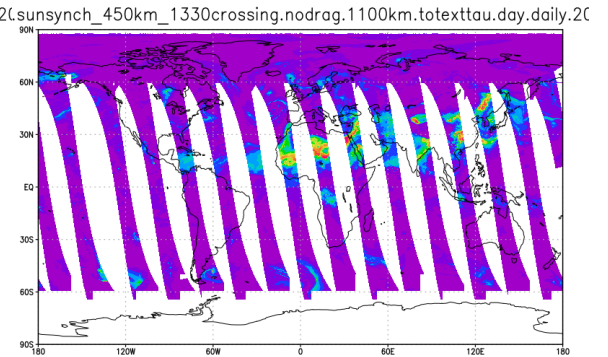 20sunsynch_450km_1330crossing.nodrag.1100km.totexttau.day.daily.20
90N
60N
30N
EQ
30S
60S
90S
180 120W 60W 0 60E 120E 180